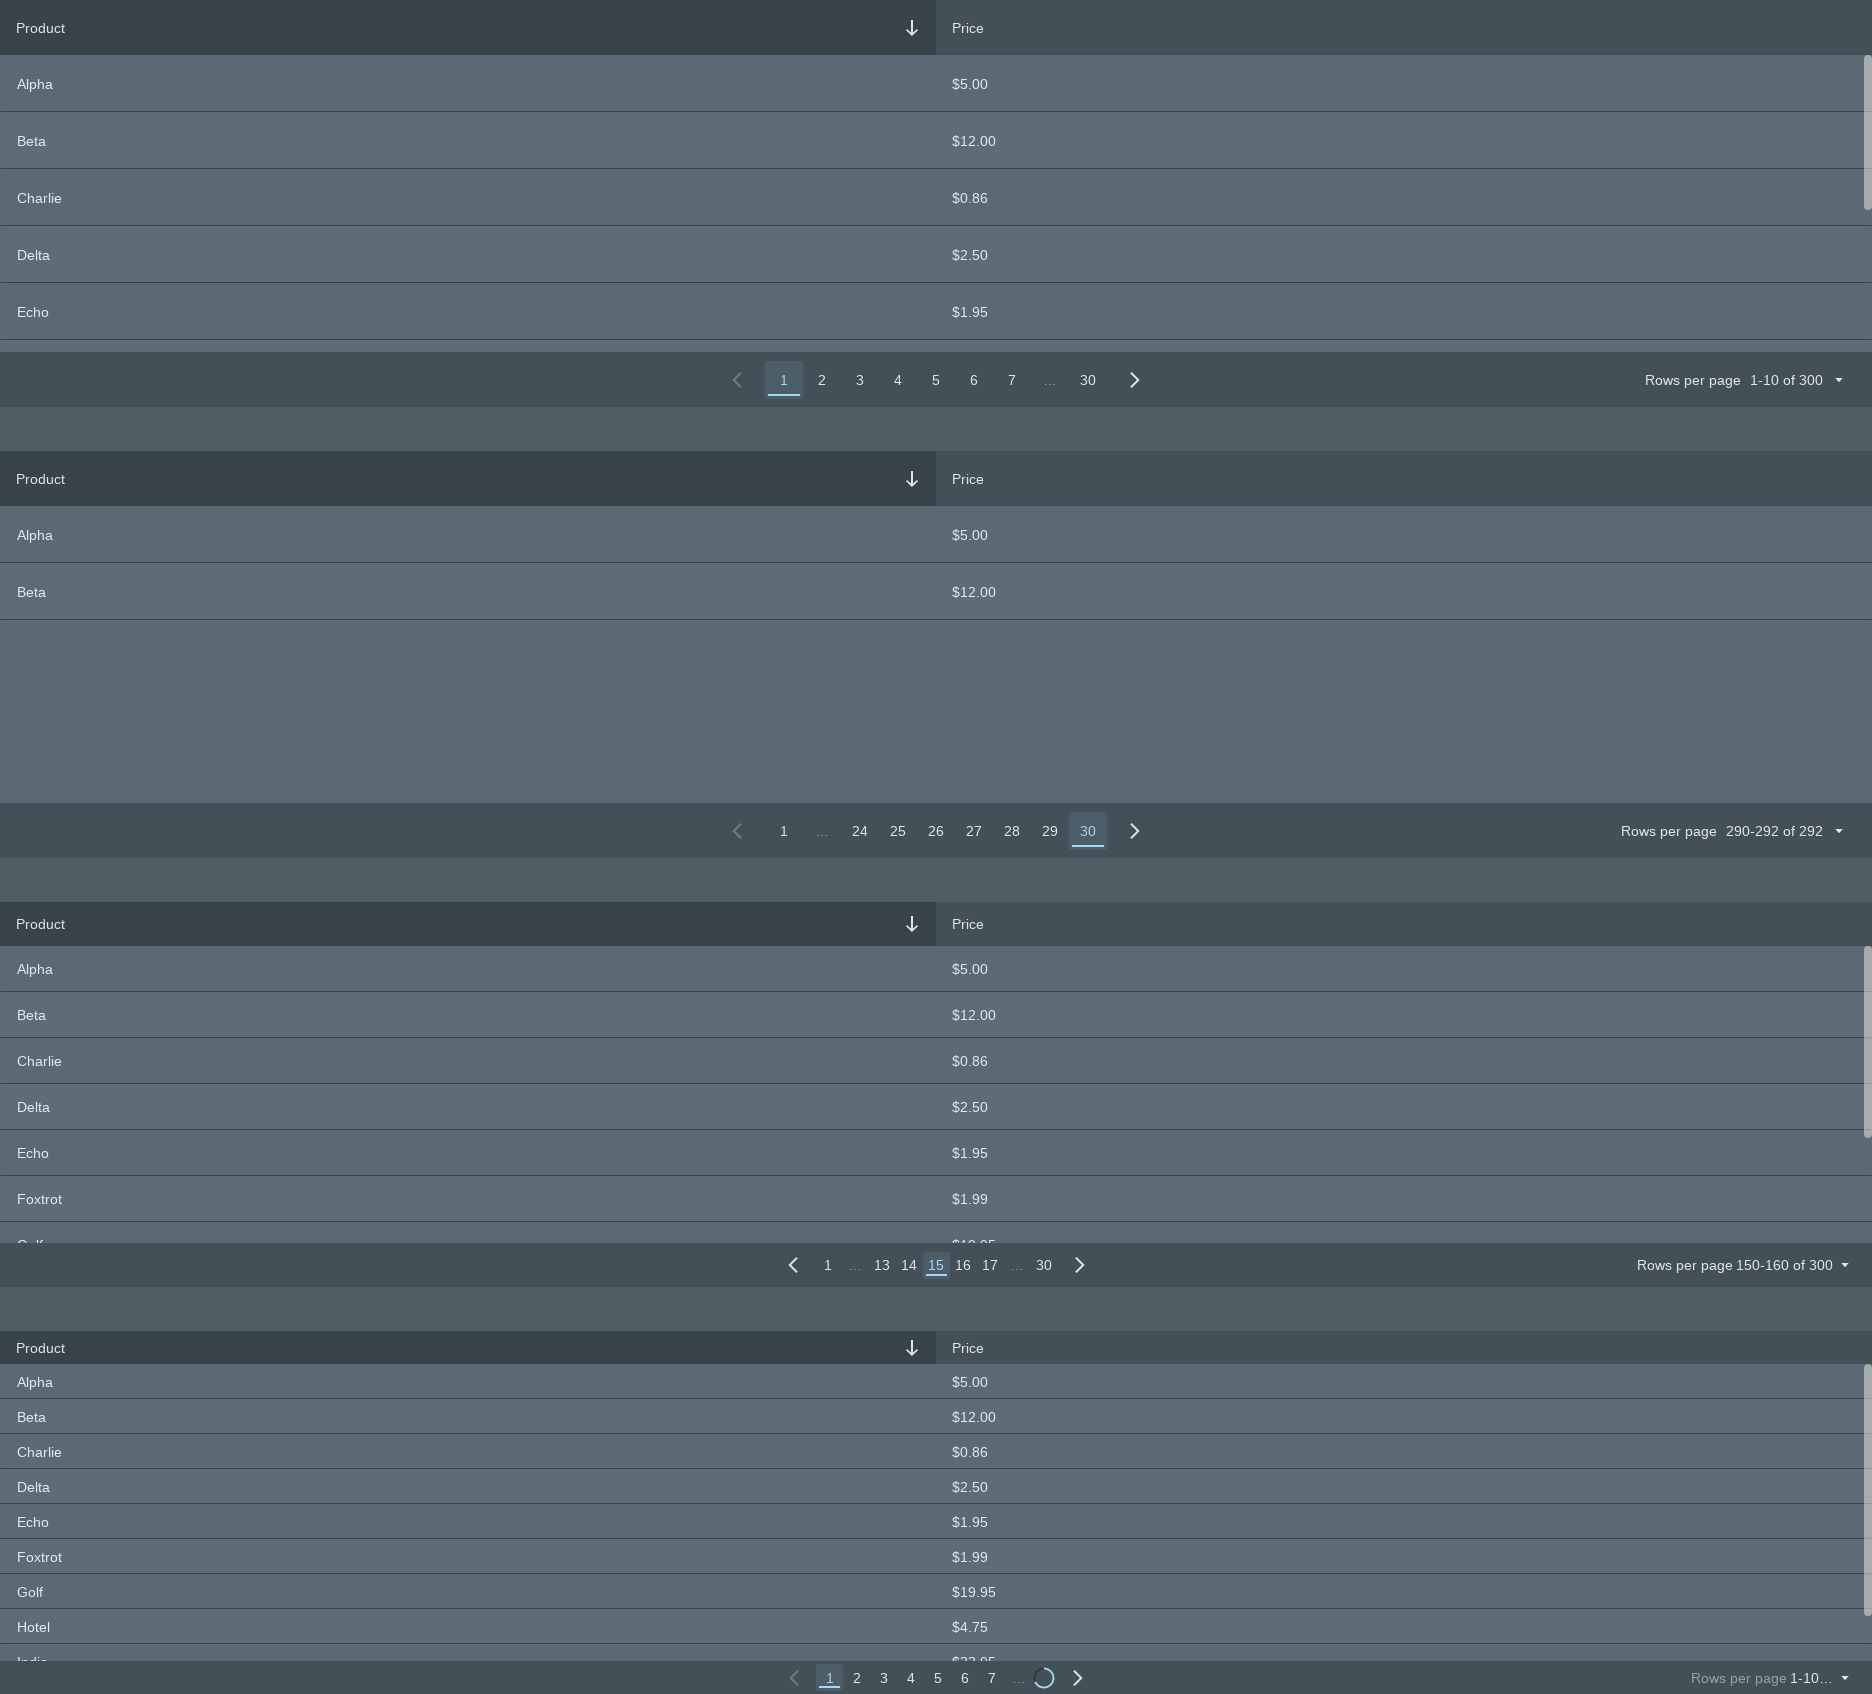 Product Price
Alpha $5.00
Beta $12.00
Charlie $0.86
Delta $2.50
Echo $1.95
1 2 3 4 5 6 7 … 30 Rows per page 1-10 of 300
Product Price
Alpha $5.00
Beta $12.00
1 … 24 25 26 27 28 29 30 Rows per page 290-292 of 292
Product Price
Alpha $5.00
Beta $12.00
Charlie $0.86
Delta $2.50
Echo $1.95
Foxtrot $1.99
1 … 13 14 15 16 17 … 30 Rows per page 150-160 of 300
Product Price
Alpha $5.00
Beta $12.00
Charlie $0.86
Delta $2.50
Echo $1.95
Foxtrot $1.99
Golf $19.95
Hotel $4.75
1 2 3 4 5 6 7 … Rows per page 1-10…